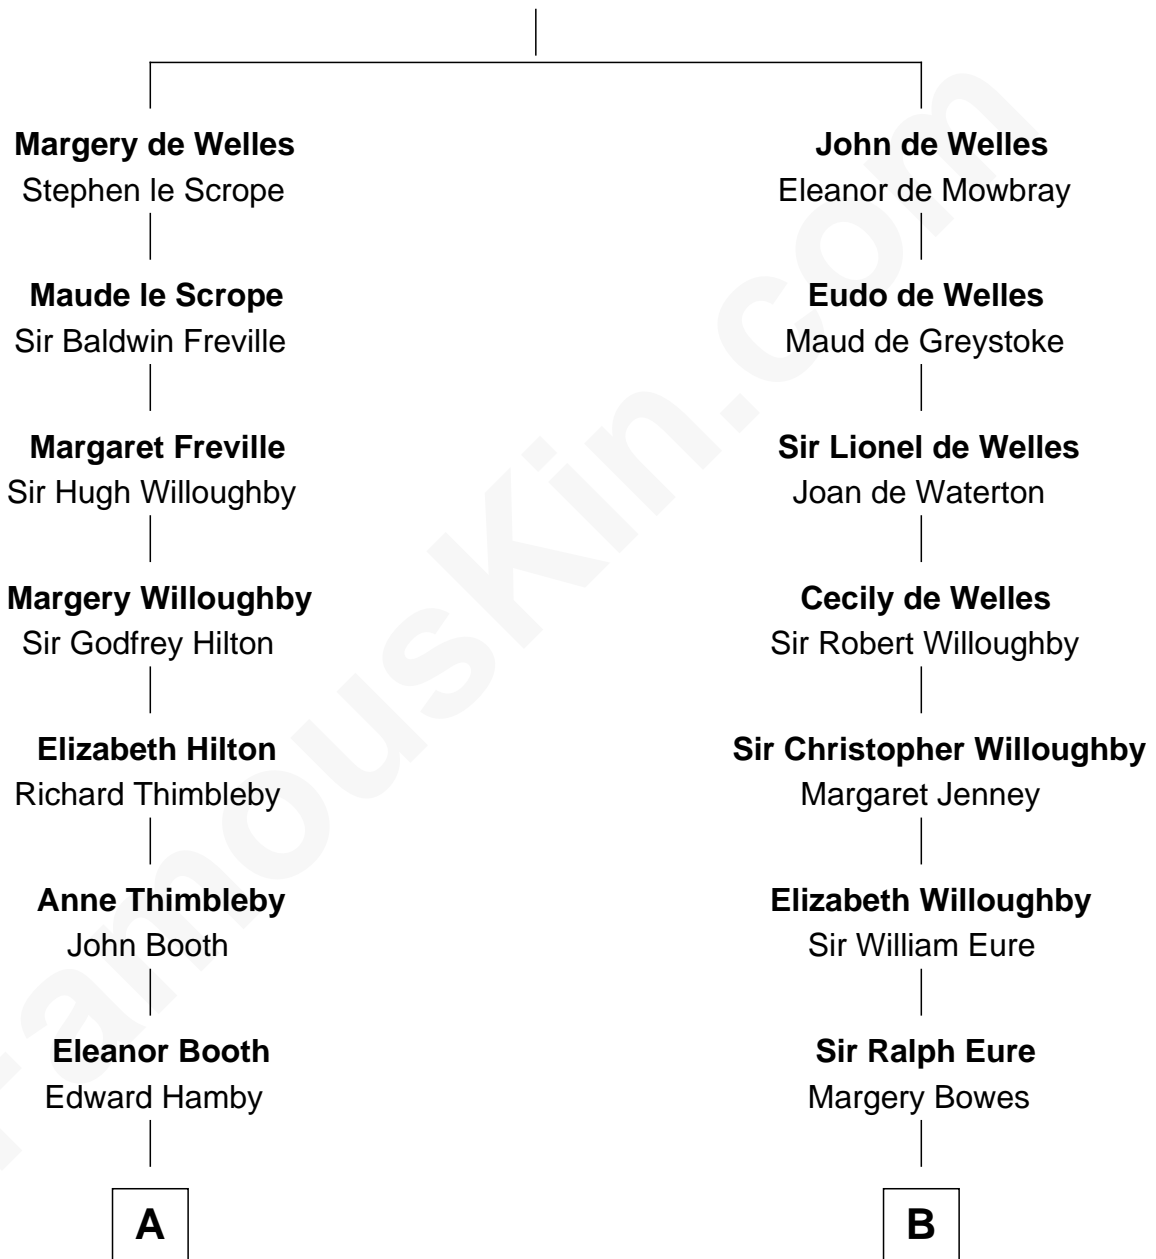 Margery de Welles
Stephen le Scrope
John de Welles
Eleanor de Mowbray
Maude le Scrope
Sir Baldwin Freville
Eudo de Welles
Maud de Greystoke
Margaret Freville
Sir Hugh Willoughby
Sir Lionel de Welles
Joan de Waterton
Margery Willoughby
Sir Godfrey Hilton
Cecily de Welles
Sir Robert Willoughby
Elizabeth Hilton
Richard Thimbleby
Sir Christopher Willoughby
Margaret Jenney
Anne Thimbleby
John Booth
Elizabeth Willoughby
Sir William Eure
Eleanor Booth
Edward Hamby
Sir Ralph Eure
Margery Bowes
A
B
FamousKin.com